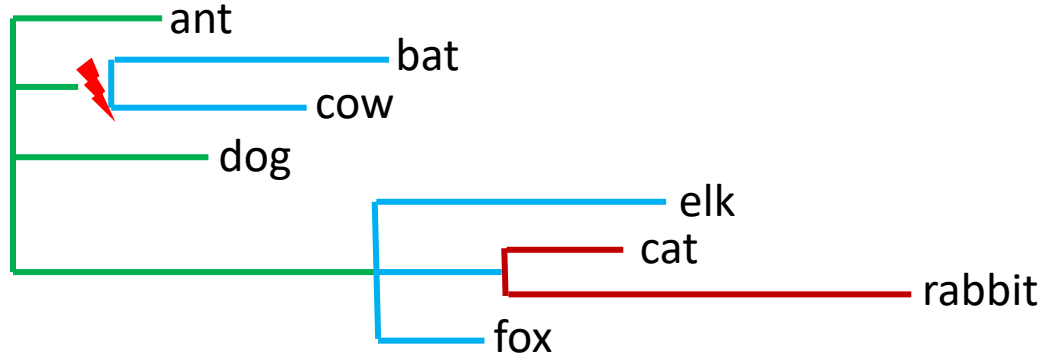 ant
bat
cow
dog
elk
cat
rabbit
fox